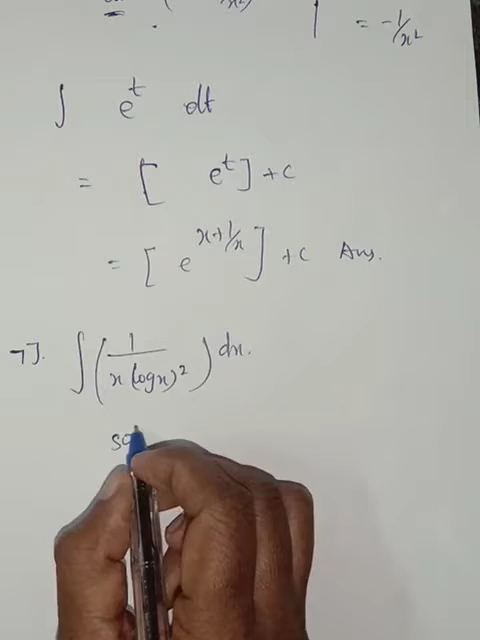 = -1/x²
∫ e^t dt
= [ e^t ] + c
= [ e^{x+1/x} ] + c Ans.
7]. ∫ ( 1 / x (log x)² ) dx.
so